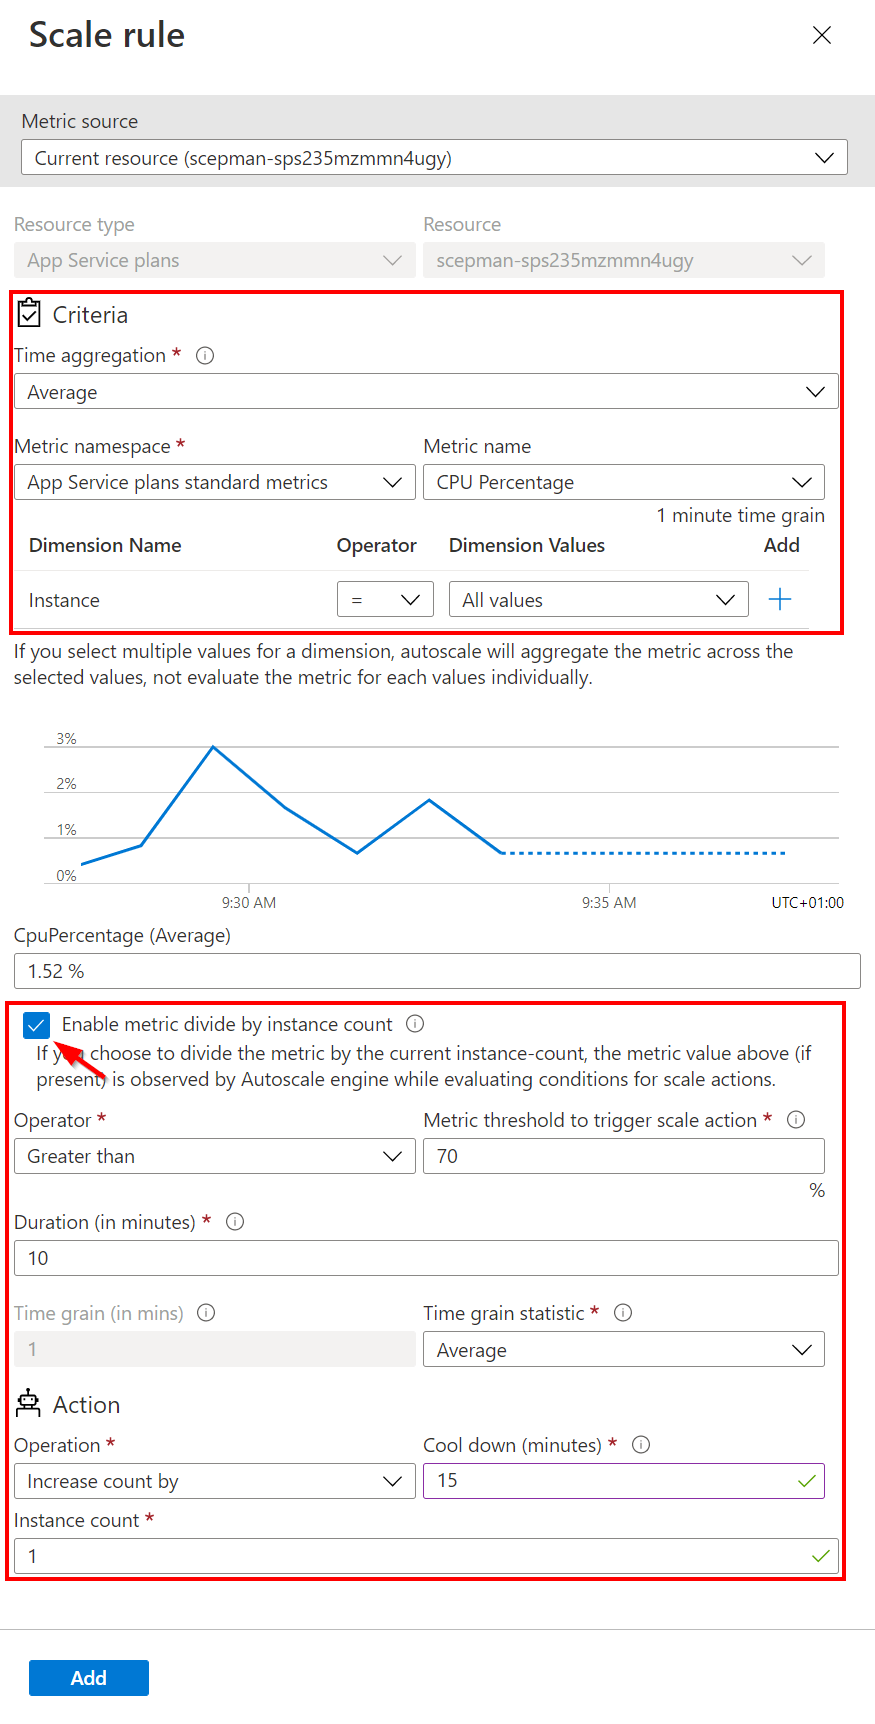 Scale rule
Metric source
Current resource (scepman-sps235mzmmn4ugy)
Resource type Resource
App Service plans scepman-sps235mzmmn4ugy
Criteria
Time aggregation *
Average
Metric namespace * Metric name
App Service plans standard metrics CPU Percentage
1 minute time grain
Dimension Name Operator Dimension Values Add
Instance = All values +
If you select multiple values for a dimension, autoscale will aggregate the metric across the
selected values, not evaluate the metric for each values individually.
3%
2%
1%
0%
9:30 AM 9:35 AM UTC+01:00
CpuPercentage (Average)
1.52 %
Enable metric divide by instance count
If you choose to divide the metric by the current instance-count, the metric value above (if
present) is observed by Autoscale engine while evaluating conditions for scale actions.
Operator * Metric threshold to trigger scale action *
Greater than 70
%
Duration (in minutes) *
10
Time grain (in mins) Time grain statistic *
1 Average
Action
Operation * Cool down (minutes) *
Increase count by 15
Instance count *
1
Add